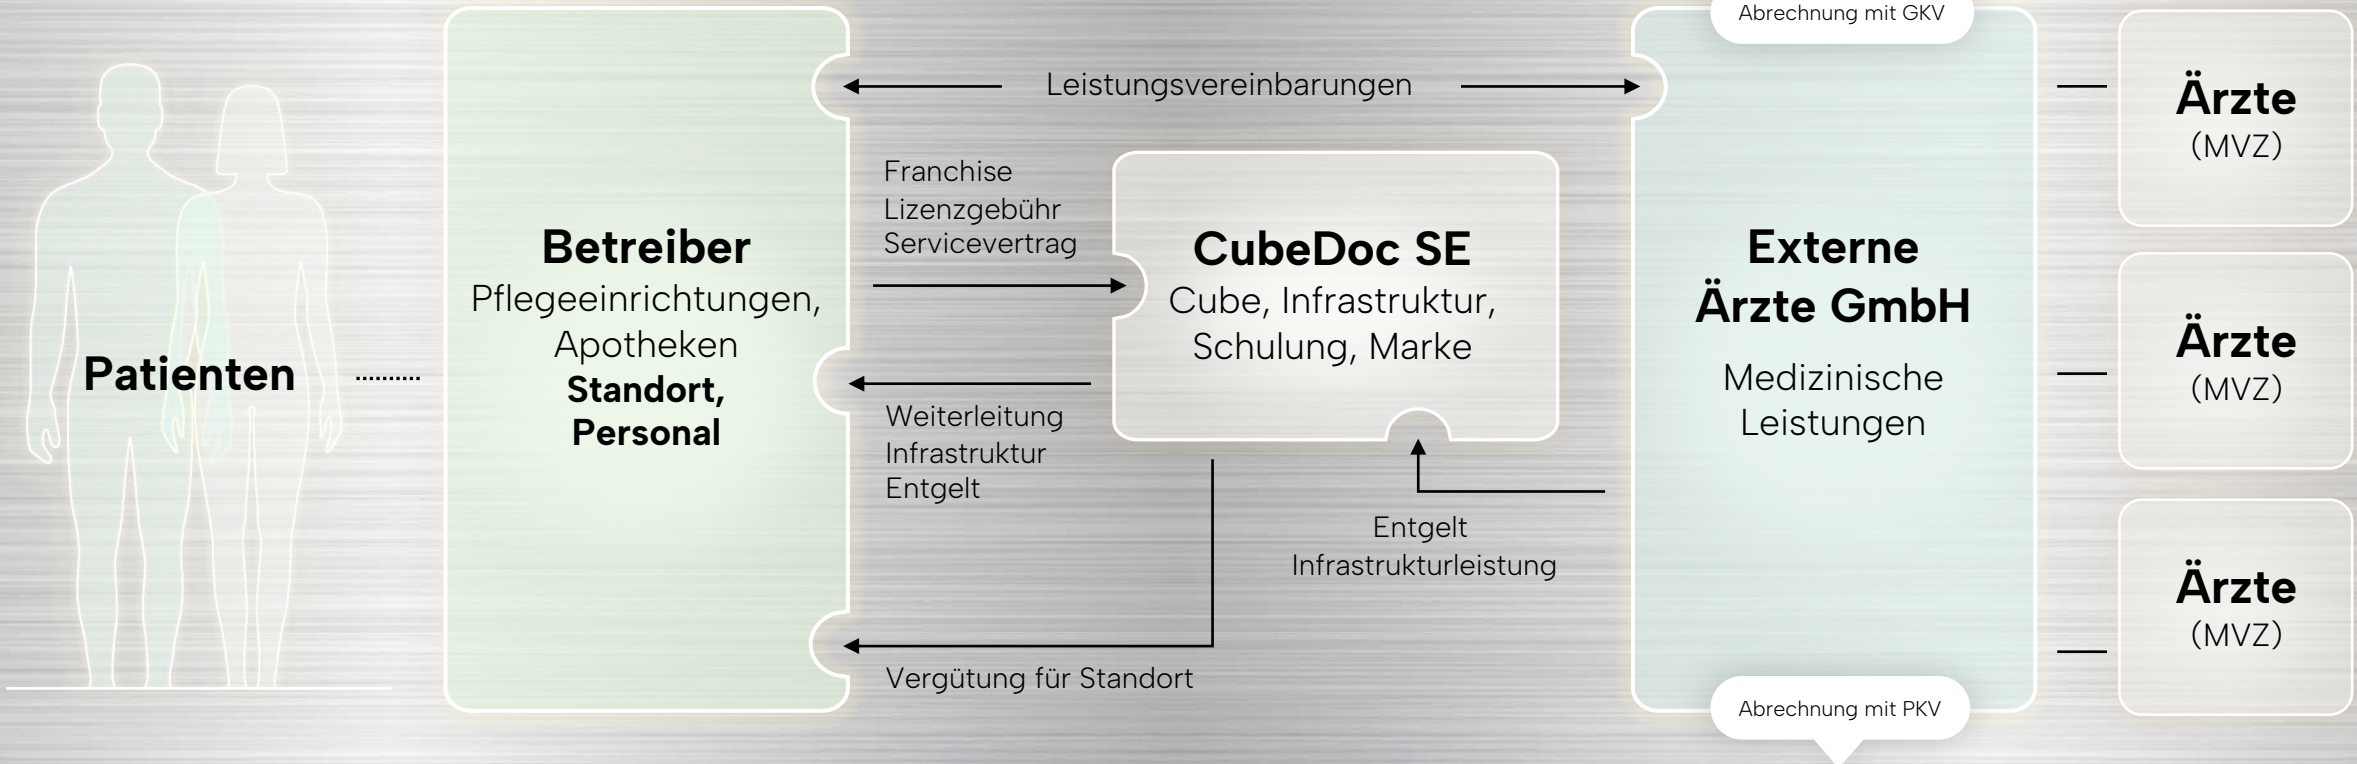 Patienten
Betreiber
Pflegeeinrichtungen,
Apotheken
Standort,
Personal
Leistungsvereinbarungen
Franchise
Lizenzgebühr
Servicevertrag
Weiterleitung
Infrastruktur
Entgelt
Vergütung für Standort
CubeDoc SE
Cube, Infrastruktur,
Schulung, Marke
Entgelt
Infrastrukturleistung
Abrechnung mit GKV
Externe
Ärzte GmbH
Medizinische
Leistungen
Abrechnung mit PKV
Ärzte
(MVZ)
Ärzte
(MVZ)
Ärzte
(MVZ)